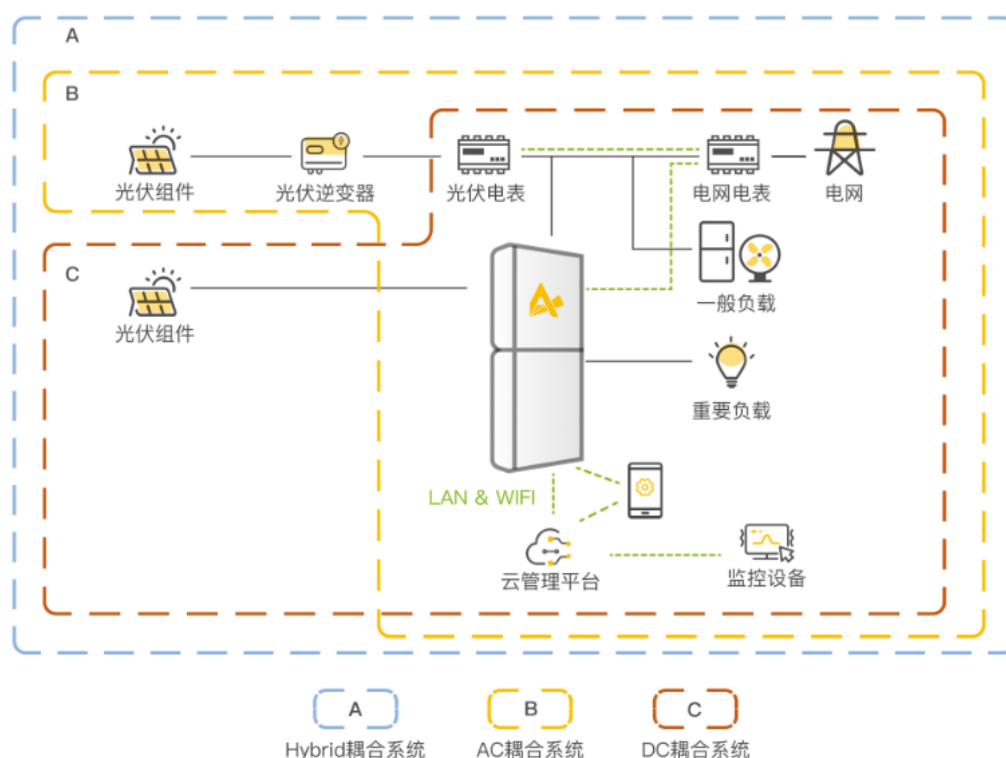 A
B
光伏组件
光伏逆变器
光伏电表
电网电表
电网
C
光伏组件
一般负载
重要负载
LAN & WIFI
云管理平台
监控设备
A
B
C
Hybrid耦合系统
AC耦合系统
DC耦合系统